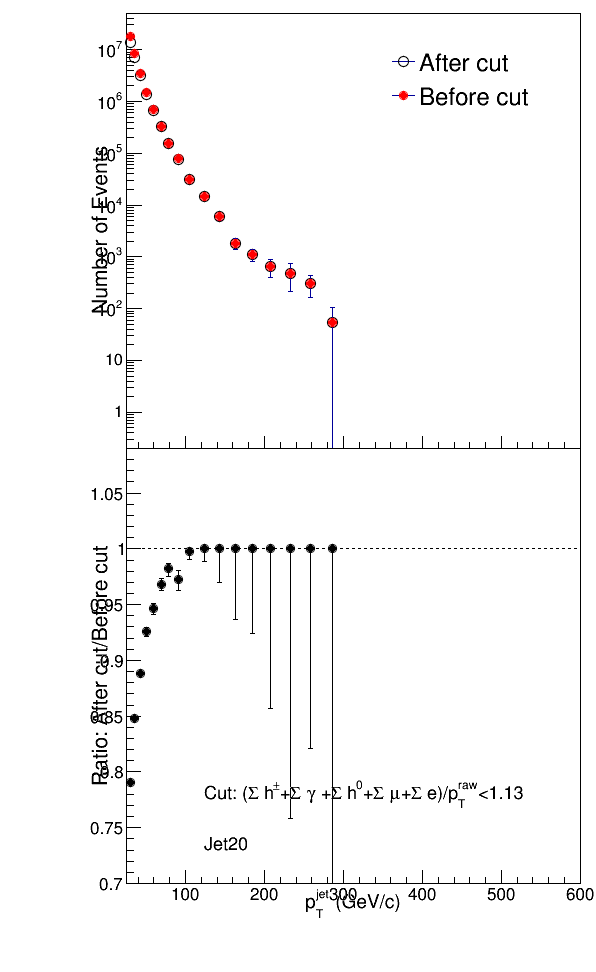 After cut
Before cut
Number of Events
10^7
10^6
10^5
10^4
10^3
10^2
10
1
Ratio: After cut/Before cut
1.05
1
0.95
0.9
0.85
0.8
0.75
0.7
Cut: (Σ h^± +Σ γ +Σ h^0 +Σ μ+Σ e)/p_T^raw<1.13
Jet20
100 200 300 400 500 600
p_T^jet (GeV/c)